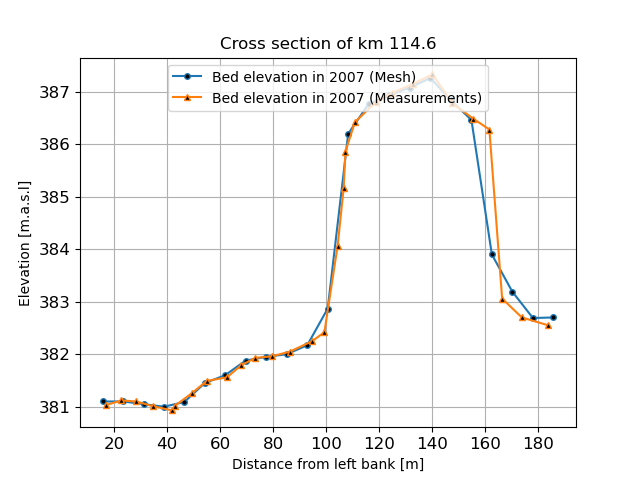 Cross section of km 114.6
Bed elevation in 2007 (Mesh)
Bed elevation in 2007 (Measurements)
Elevation [m.a.s.l]
387
386
385
384
383
382
381
20 40 60 80 100 120 140 160 180
Distance from left bank [m]